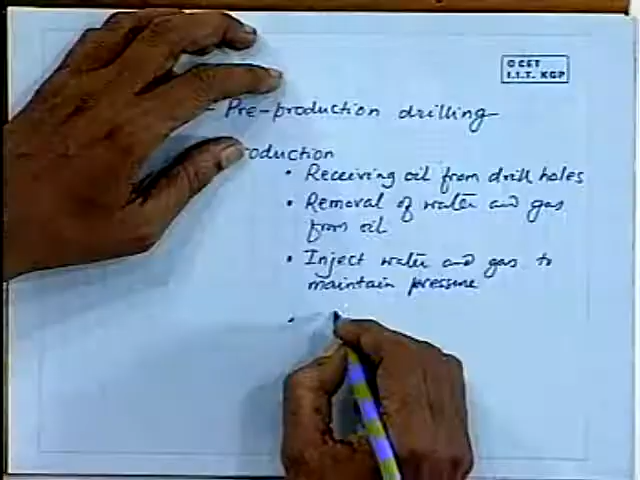 © CET
I.I.T. KGP
- Pre-production drilling
oduction
• Receiving oil from drill holes
• Removal of water and gas
from oil
• Inject water and gas to
maintain pressure
•